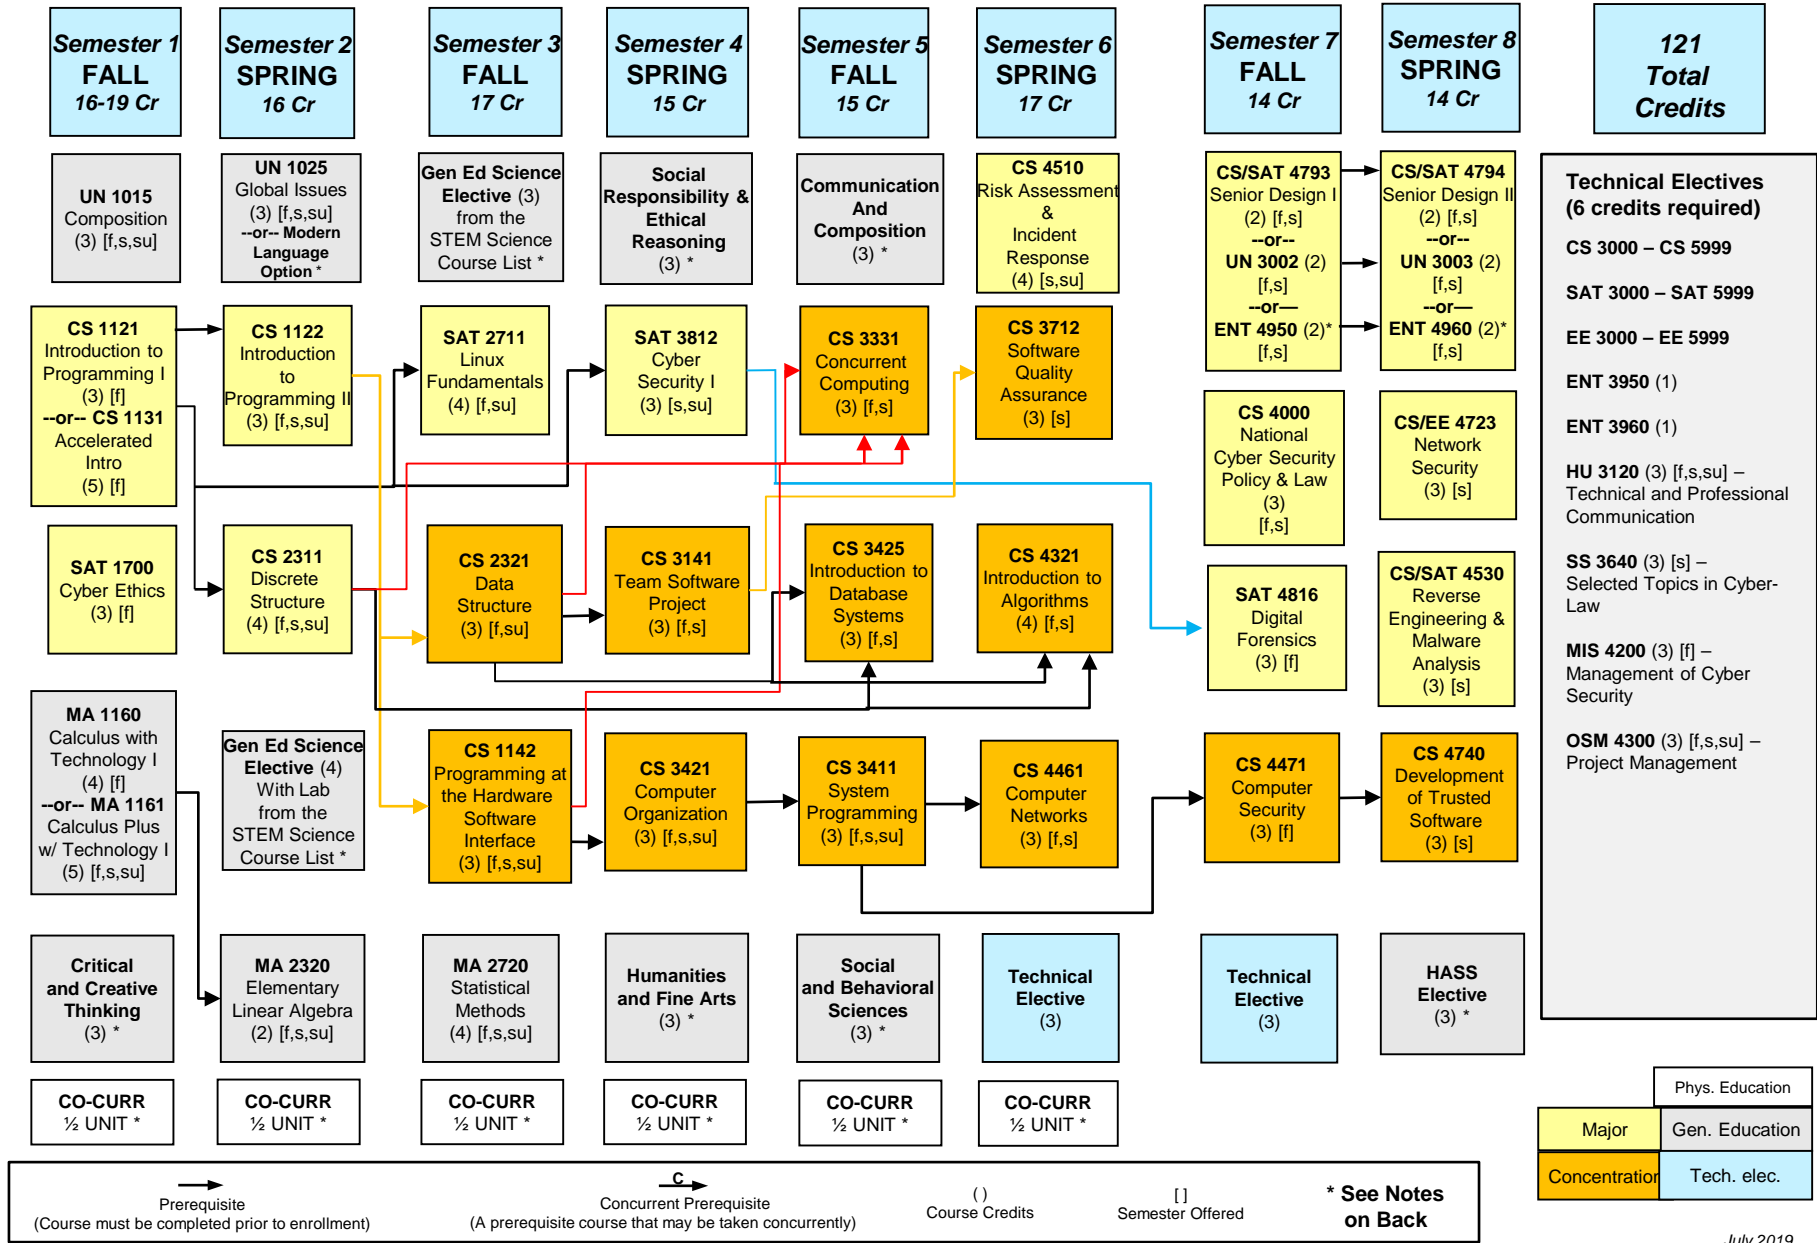 Semester 1
FALL
16-19 Cr
Semester 2
SPRING
16 Cr
Semester 3
FALL
17 Cr
Semester 4
SPRING
15 Cr
Semester 5
FALL
15 Cr
Semester 6
SPRING
17 Cr
Semester 7
FALL
14 Cr
Semester 8
SPRING
14 Cr
121
Total
Credits
UN 1015
Composition
(3) [f,s,su]
UN 1025
Global Issues
(3) [f,s,su]
--or-- Modern
Language
Option *
Gen Ed Science
Elective (3)
from the
STEM Science
Course List *
Social
Responsibility &
Ethical
Reasoning
(3) *
Communication
And
Composition
(3) *
CS 4510
Risk Assessment
&
Incident
Response
(4) [s,su]
CS/SAT 4793
Senior Design I
(2) [f,s]
--or--
UN 3002 (2)
[f,s]
--or—
ENT 4950 (2)*
[f,s]
CS/SAT 4794
Senior Design II
(2) [f,s]
--or--
UN 3003 (2)
[f,s]
--or—
ENT 4960 (2)*
[f,s]
CS 1121
Introduction to
Programming I
(3) [f]
--or-- CS 1131
Accelerated
Intro
(5) [f]
CS 1122
Introduction
to
Programming II
(3) [f,s,su]
SAT 2711
Linux
Fundamentals
(4) [f,su]
SAT 3812
Cyber
Security I
(3) [s,su]
CS 3331
Concurrent
Computing
(3) [f,s]
CS 3712
Software
Quality
Assurance
(3) [s]
CS 4000
National
Cyber Security
Policy & Law
(3)
[f,s]
CS/EE 4723
Network
Security
(3) [s]
SAT 1700
Cyber Ethics
(3) [f]
CS 2311
Discrete
Structure
(4) [f,s,su]
CS 2321
Data
Structure
(3) [f,su]
CS 3141
Team Software
Project
(3) [f,s]
CS 3425
Introduction to
Database
Systems
(3) [f,s]
CS 4321
Introduction to
Algorithms
(4) [f,s]
SAT 4816
Digital
Forensics
(3) [f]
CS/SAT 4530
Reverse
Engineering &
Malware
Analysis
(3) [s]
MA 1160
Calculus with
Technology I
(4) [f]
--or-- MA 1161
Calculus Plus
w/ Technology I
(5) [f,s,su]
Gen Ed Science
Elective (4)
With Lab
from the
STEM Science
Course List *
CS 1142
Programming at
the Hardware
Software
Interface
(3) [f,s,su]
CS 3421
Computer
Organization
(3) [f,s,su]
CS 3411
System
Programming
(3) [f,s,su]
CS 4461
Computer
Networks
(3) [f,s]
CS 4471
Computer
Security
(3) [f]
CS 4740
Development
of Trusted
Software
(3) [s]
Critical
and Creative
Thinking
(3) *
MA 2320
Elementary
Linear Algebra
(2) [f,s,su]
MA 2720
Statistical
Methods
(4) [f,s,su]
Humanities
and Fine Arts
(3) *
Social
and Behavioral
Sciences
(3) *
Technical
Elective
(3)
Technical
Elective
(3)
HASS
Elective
(3) *
CO-CURR
½ UNIT *
CO-CURR
½ UNIT *
CO-CURR
½ UNIT *
CO-CURR
½ UNIT *
CO-CURR
½ UNIT *
CO-CURR
½ UNIT *
Technical Electives
(6 credits required)
CS 3000 – CS 5999
SAT 3000 – SAT 5999
EE 3000 – EE 5999
ENT 3950 (1)
ENT 3960 (1)
HU 3120 (3) [f,s,su] –
Technical and Professional
Communication
SS 3640 (3) [s] –
Selected Topics in Cyber-
Law
MIS 4200 (3) [f] –
Management of Cyber
Security
OSM 4300 (3) [f,s,su] –
Project Management
Phys. Education
Major
Gen. Education
Concentration
Tech. elec.
Prerequisite
(Course must be completed prior to enrollment)
C
Concurrent Prerequisite
(A prerequisite course that may be taken concurrently)
( )
Course Credits
[ ]
Semester Offered
* See Notes
on Back
July 2019